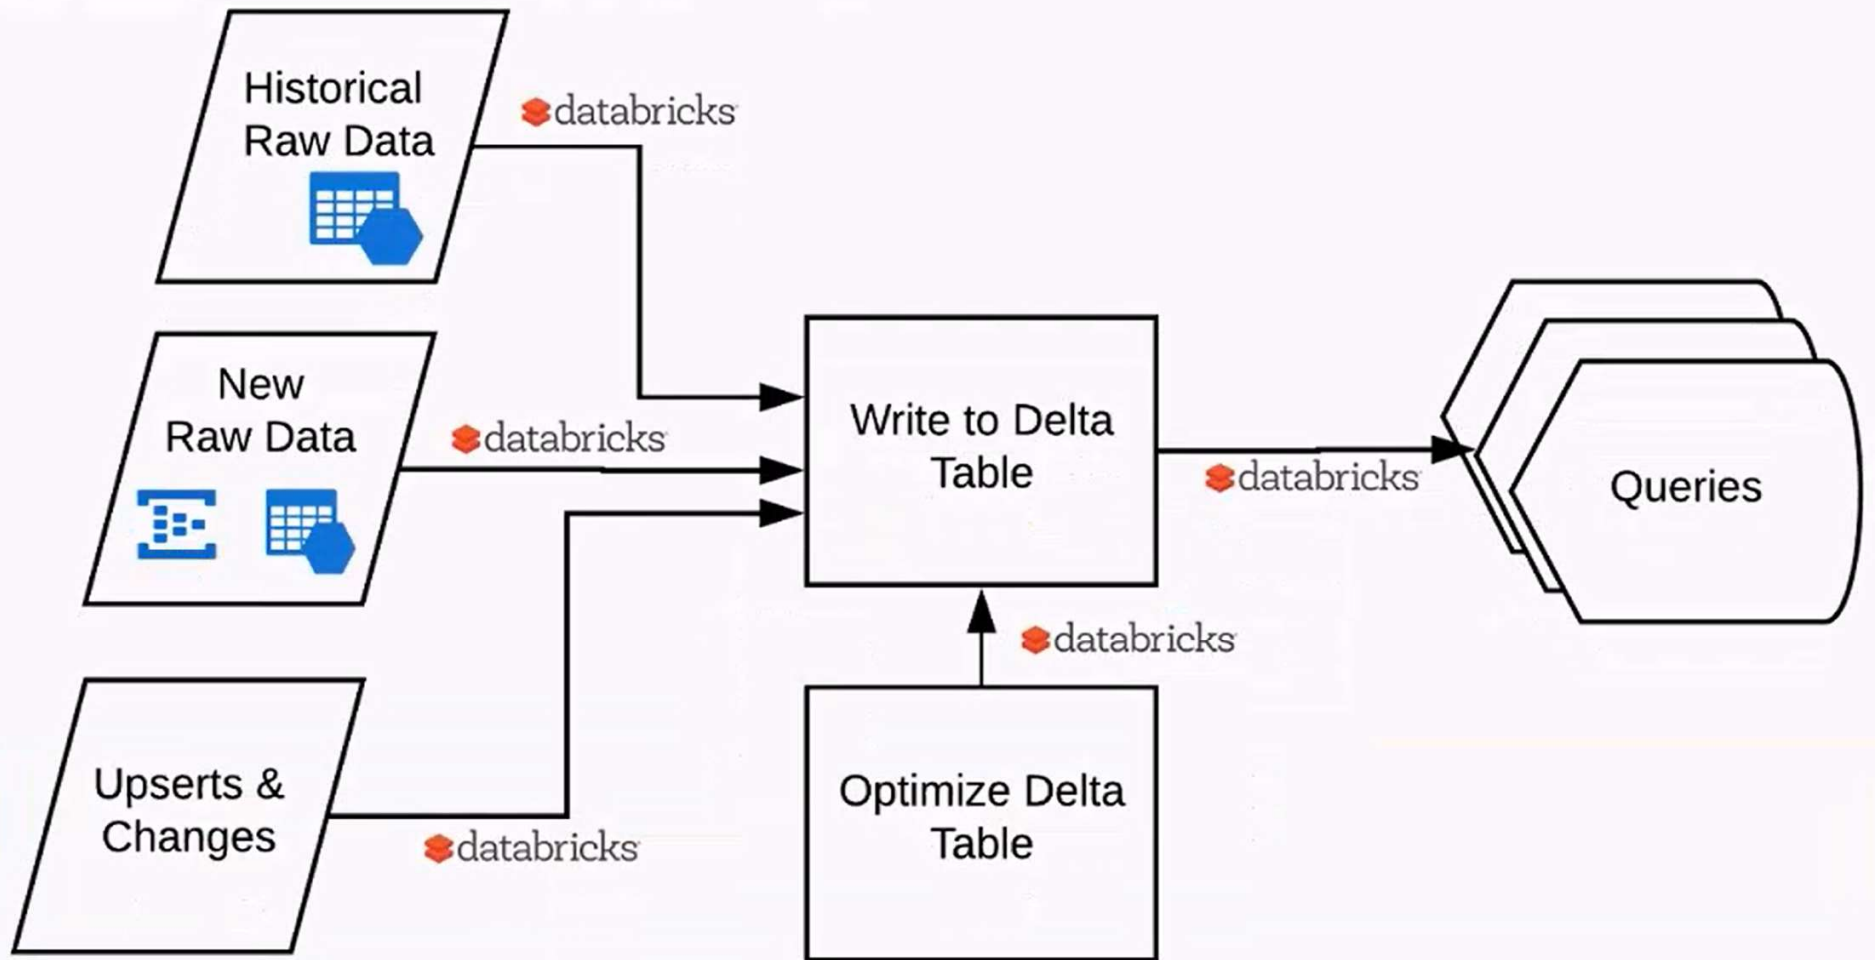 Historical
Raw Data
databricks
New
Raw Data
databricks
Write to Delta
Table
databricks
Queries
databricks
Upserts &
Changes
databricks
Optimize Delta
Table